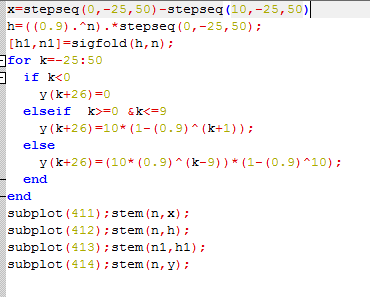 x=stepseq(0,-25,50)-stepseq(10,-25,50)
h=((0.9).^n).*stepseq(0,-25,50);
[h1,n1]=sigfold(h,n);
for k=-25:50
if k<0
y(k+26)=0
elseif k>=0 &k<=9
y(k+26)=10*(1-(0.9)^(k+1));
else
y(k+26)=(10*(0.9)^(k-9))*(1-(0.9)^10);
end
end
subplot(411);stem(n,x);
subplot(412);stem(n,h);
subplot(413);stem(n1,h1);
subplot(414);stem(n,y);